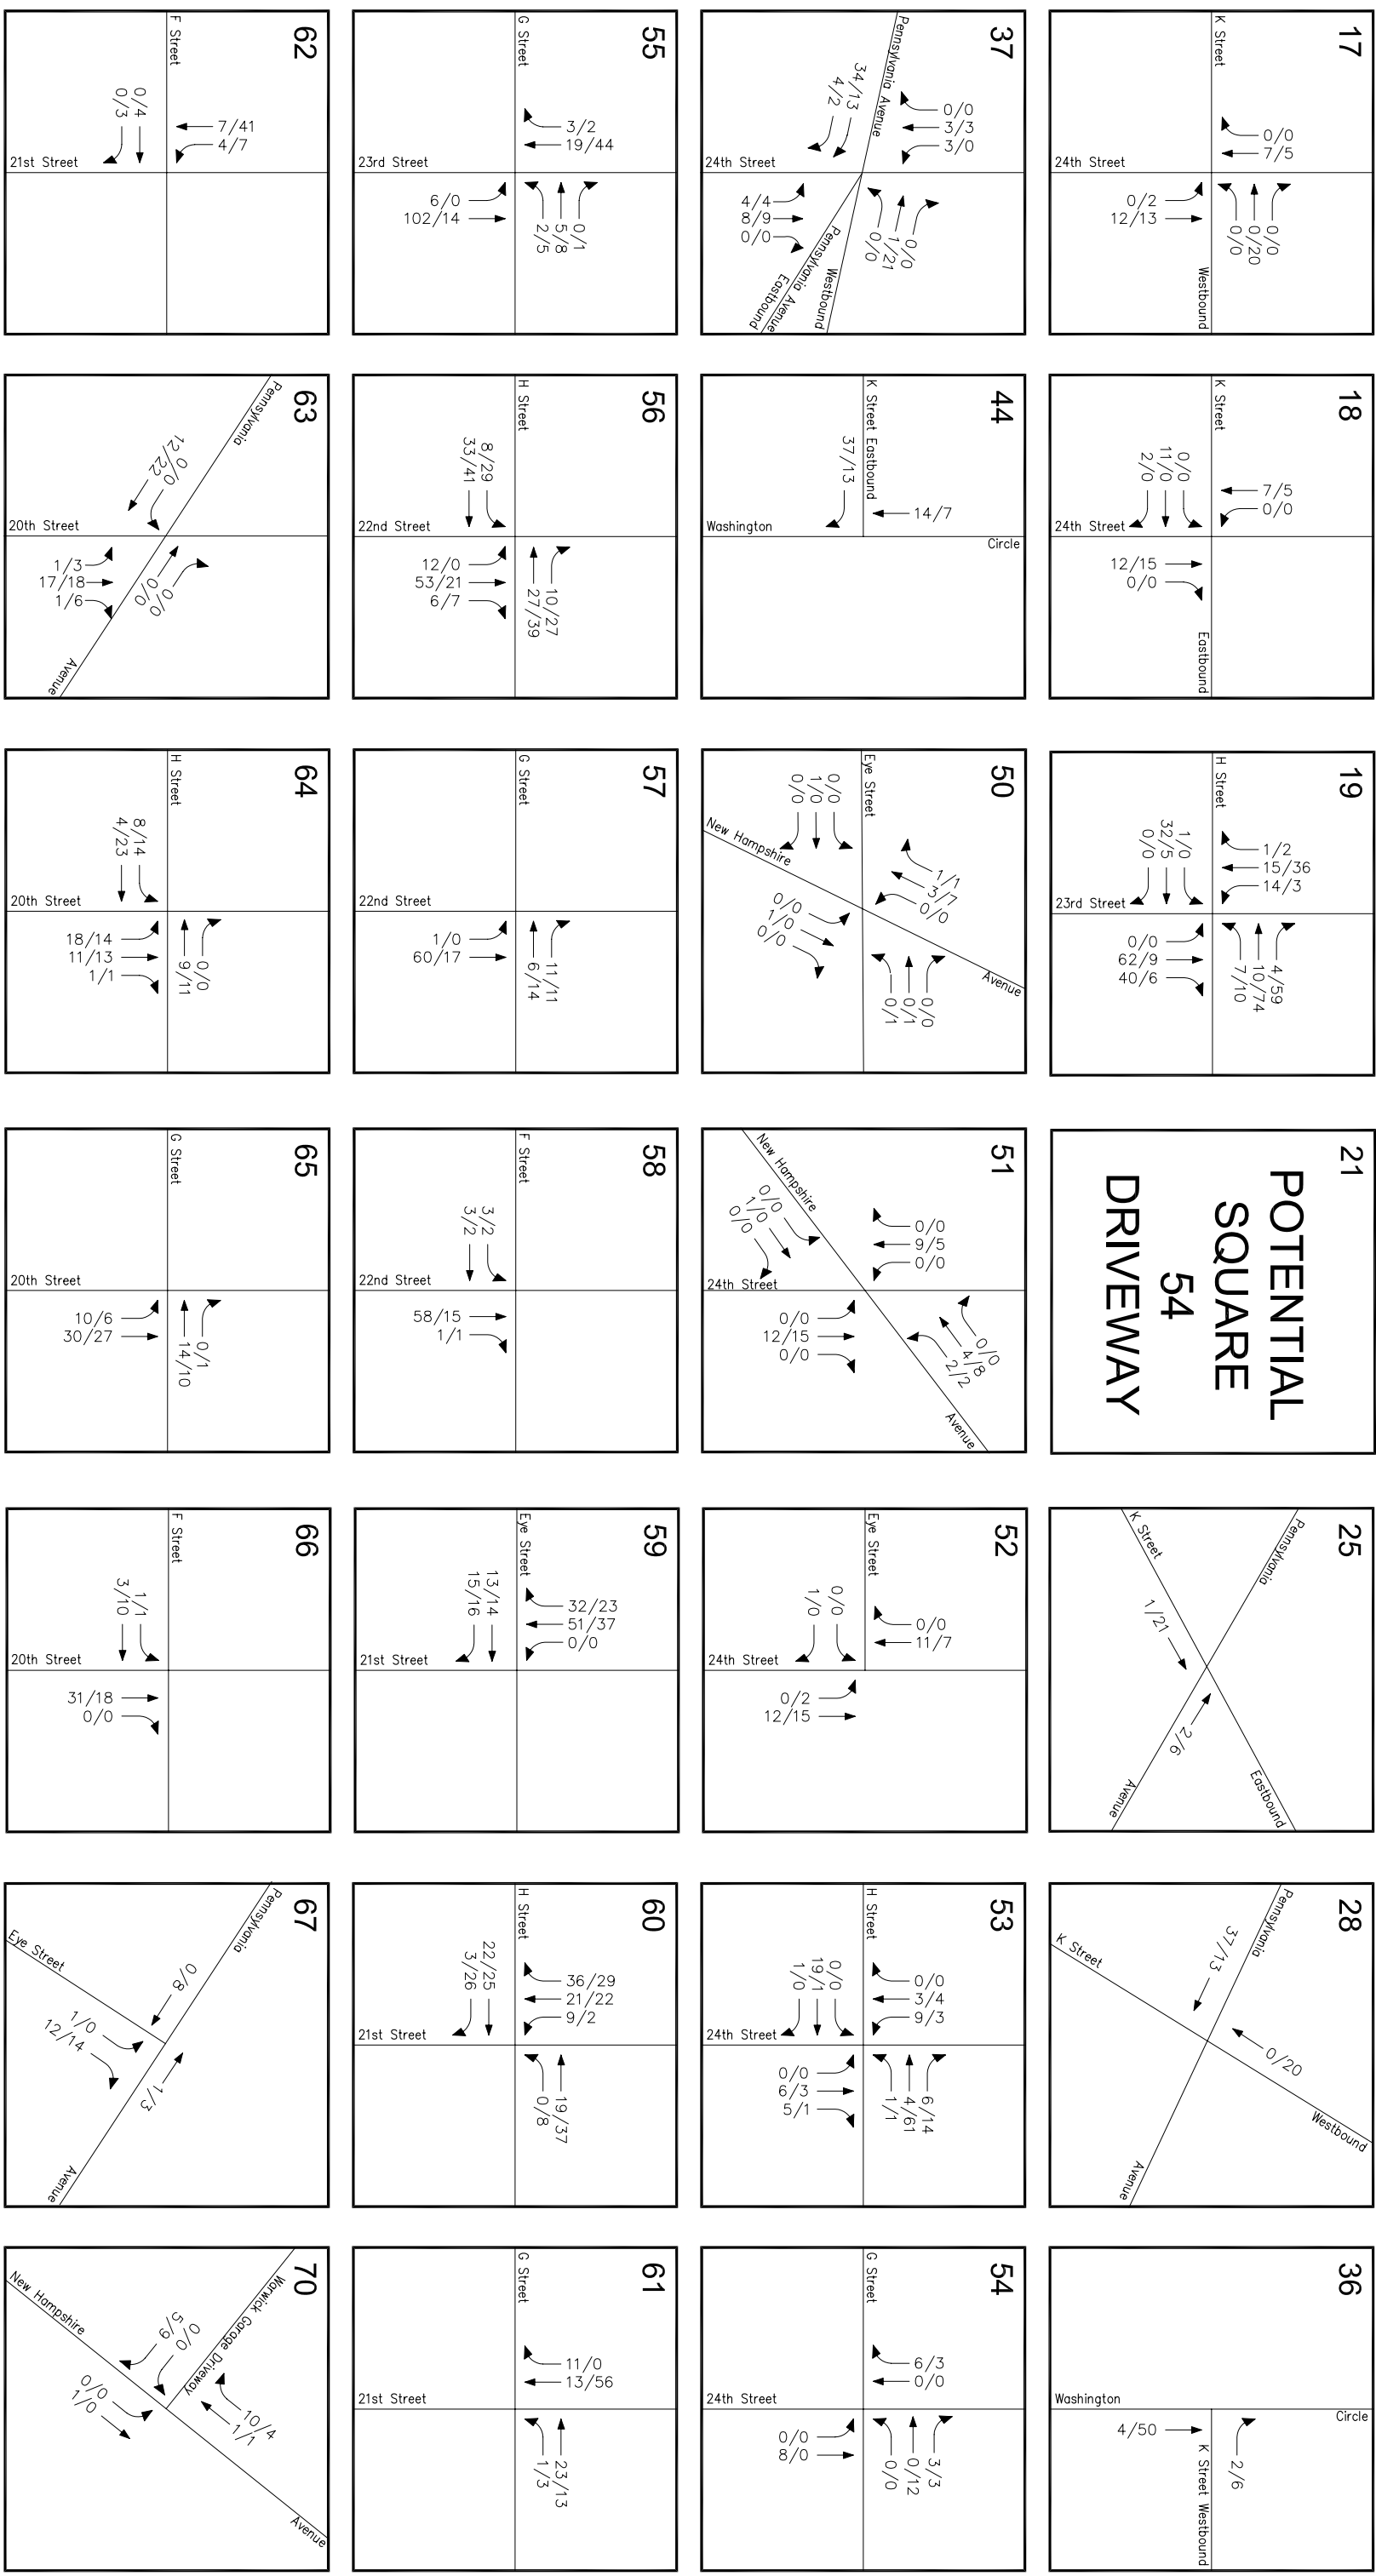 17
K Street
Westbound
24th Street
0/0
7/5
0/2
12/13
0/0
0/20
0/0
18
K Street
Eastbound
24th Street
0/0
11/0
2/0
7/5
0/0
12/15
0/0
19
H Street
23rd Street
1/0
32/5
0/0
1/2
15/36
14/3
0/0
62/9
40/6
4/59
10/74
7/10
21
POTENTIAL
SQUARE
54
DRIVEWAY
25
Pennsylvania
Avenue
K Street
Eastbound
1/21
2/6
28
Pennsylvania
Avenue
K Street
Westbound
37/13
0/20
36
Washington
Circle
K Street Westbound
4/50
2/6
37
Pennsylvania Avenue
24th Street
Westbound
Pennsylvania Avenue
Eastbound
34/13
4/2
0/0
3/3
3/0
4/4
8/9
0/0
0/0
1/21
0/0
44
K Street Eastbound
Washington
Circle
37/13
14/7
50
Eye Street
New Hampshire
Avenue
0/0
1/0
0/0
1/1
3/7
0/0
0/0
1/0
0/0
0/0
0/1
0/1
51
New Hampshire
Avenue
24th Street
0/0
1/0
0/0
0/0
9/5
0/0
0/0
12/15
0/0
0/0
4/8
2/2
52
Eye Street
24th Street
0/0
1/0
0/0
11/7
0/2
12/15
53
H Street
24th Street
0/0
19/1
1/0
0/0
3/4
9/3
0/0
6/3
5/1
6/14
4/61
1/1
54
G Street
24th Street
6/3
0/0
0/0
8/0
3/3
0/12
0/0
55
G Street
23rd Street
3/2
19/44
6/0
102/14
0/1
5/8
2/5
56
H Street
22nd Street
8/29
33/41
12/0
53/21
6/7
10/27
27/39
57
G Street
22nd Street
1/0
60/17
11/11
6/14
58
F Street
22nd Street
3/2
3/2
58/15
1/1
59
Eye Street
21st Street
13/14
15/16
32/23
51/37
0/0
60
H Street
21st Street
22/25
3/26
36/29
21/22
9/2
19/37
0/8
61
G Street
21st Street
11/0
13/56
23/13
1/3
62
F Street
21st Street
0/4
0/3
7/41
4/7
63
Pennsylvania
Avenue
20th Street
0/0
12/22
1/3
17/18
1/6
0/0
0/0
64
H Street
20th Street
8/14
4/23
18/14
11/13
1/1
0/0
9/11
65
G Street
20th Street
10/6
30/27
0/1
14/10
66
F Street
20th Street
1/1
3/10
31/18
0/0
67
Pennsylvania
Avenue
Eye Street
0/8
1/0
12/14
1/3
70
Warwick Garage Driveway
New Hampshire
Avenue
0/0
5/9
10/4
1/1
0/0
1/0